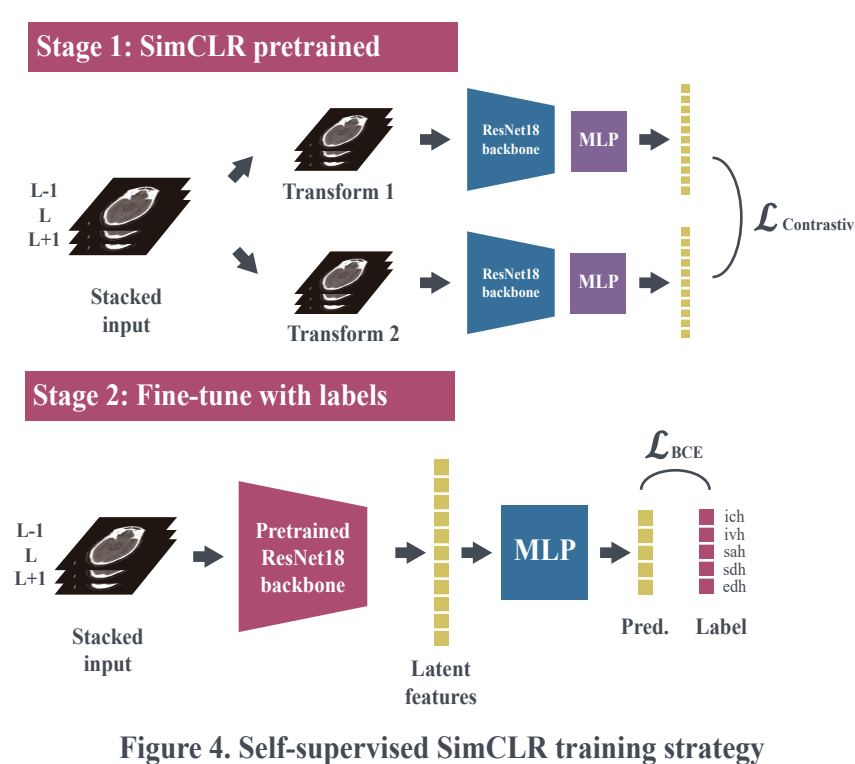 Stage 1: SimCLR pretrained
L-1
L
L+1
Stacked
input
Transform 1
ResNet18
backbone
MLP
Transform 2
ResNet18
backbone
MLP
ℒ Contrastiv
Stage 2: Fine-tune with labels
L-1
L
L+1
Stacked
input
Pretrained
ResNet18
backbone
Latent
features
MLP
ℒ BCE
Pred.
ich
ivh
sah
sdh
edh
Label
Figure 4. Self-supervised SimCLR training strategy